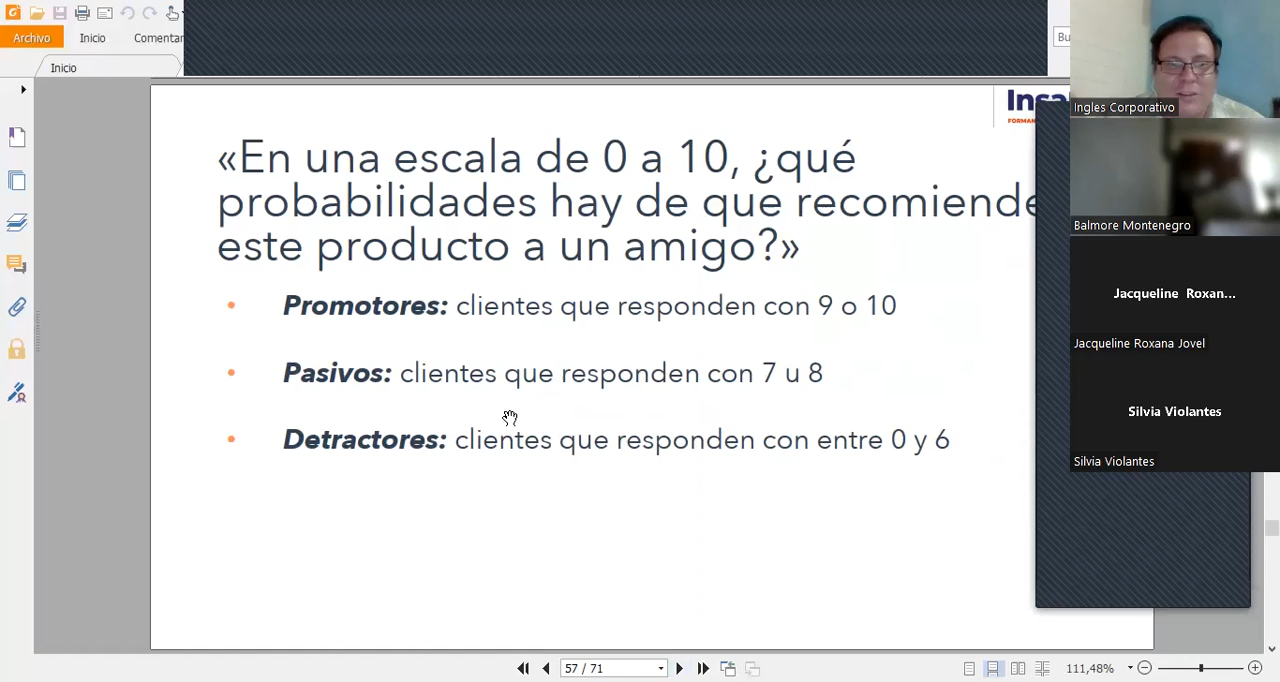 Archivo
Inicio
Comentar
Inicio
«En una escala de 0 a 10, ¿qué
probabilidades hay de que recomiende
este producto a un amigo?»
• Promotores: clientes que responden con 9 o 10
• Pasivos: clientes que responden con 7 u 8
• Detractores: clientes que responden con entre 0 y 6
Insa
FORMAN
Bu
Ingles Corporativo
Balmore Montenegro
Jacqueline Roxan...
Jacqueline Roxana Jovel
Silvia Violantes
Silvia Violantes
57 / 71
111,48%